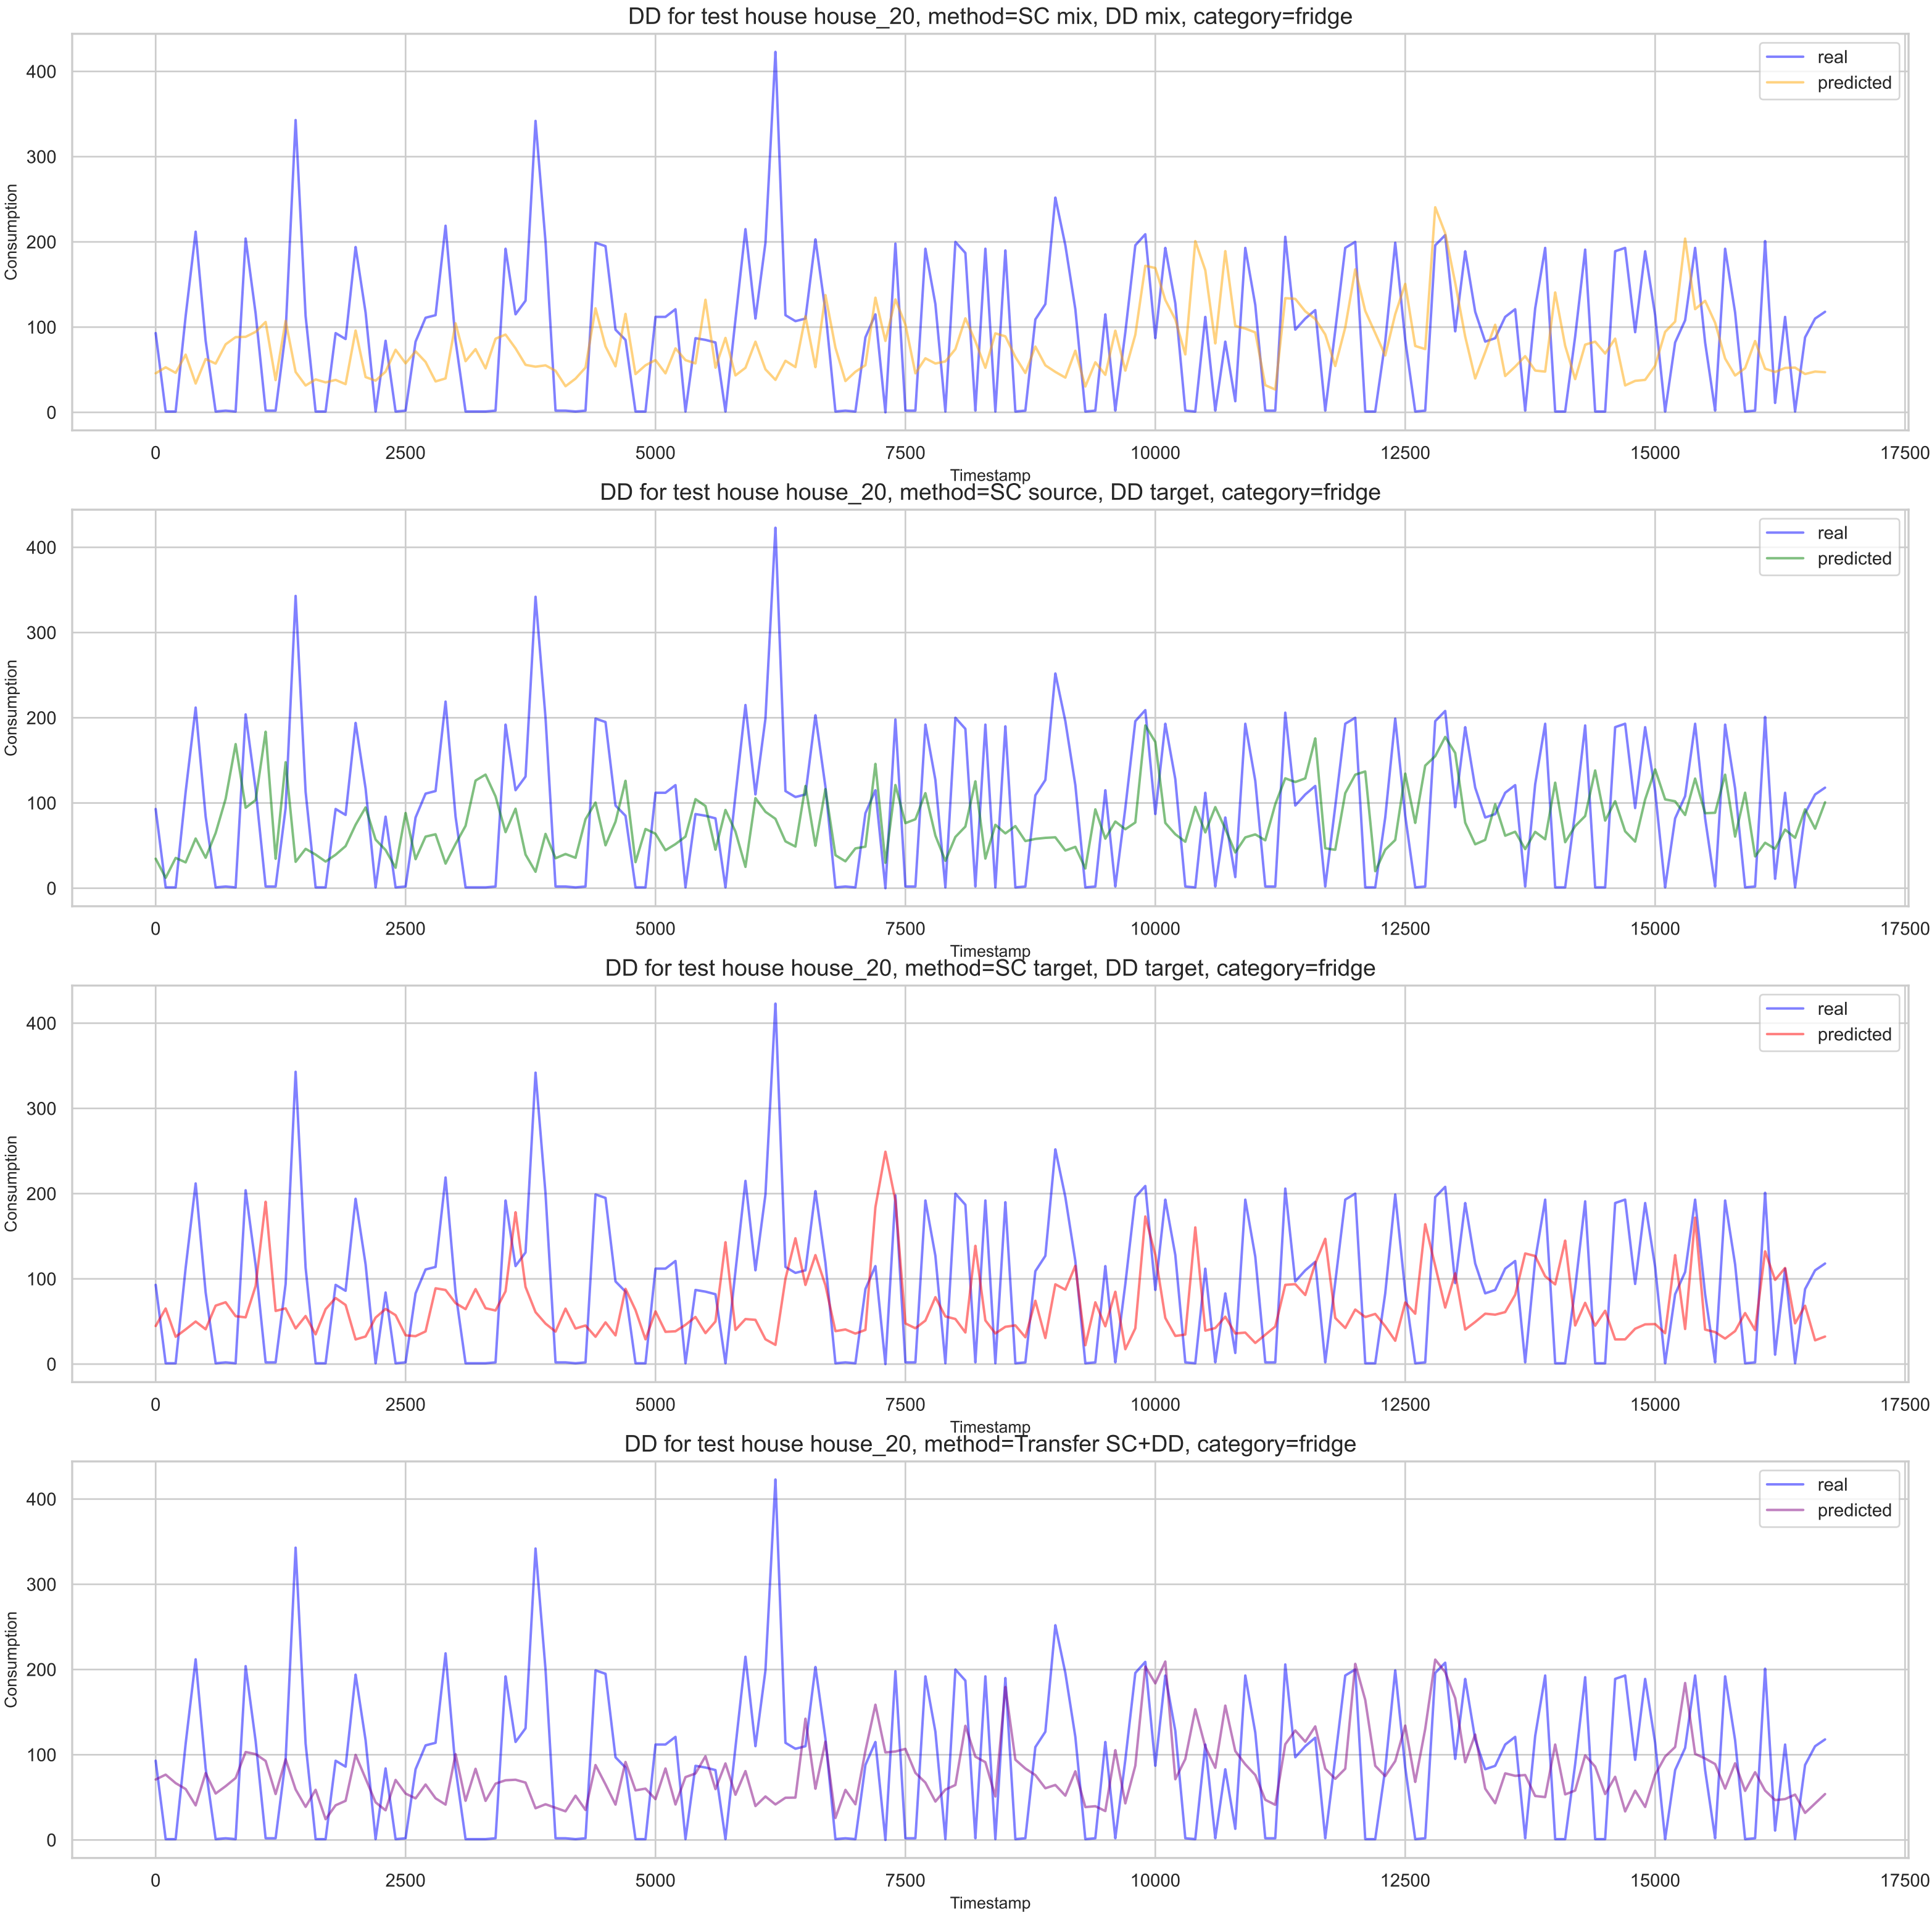 DD for test house house_20, method=SC mix, DD mix, category=fridge
real
predicted
Consumption
400
300
200
100
0
0 2500 5000 7500 10000 12500 15000 17500
Timestamp
DD for test house house_20, method=SC source, DD target, category=fridge
real
predicted
Consumption
400
300
200
100
0
0 2500 5000 7500 10000 12500 15000 17500
Timestamp
DD for test house house_20, method=SC target, DD target, category=fridge
real
predicted
Consumption
400
300
200
100
0
0 2500 5000 7500 10000 12500 15000 17500
Timestamp
DD for test house house_20, method=Transfer SC+DD, category=fridge
real
predicted
Consumption
400
300
200
100
0
0 2500 5000 7500 10000 12500 15000 17500
Timestamp